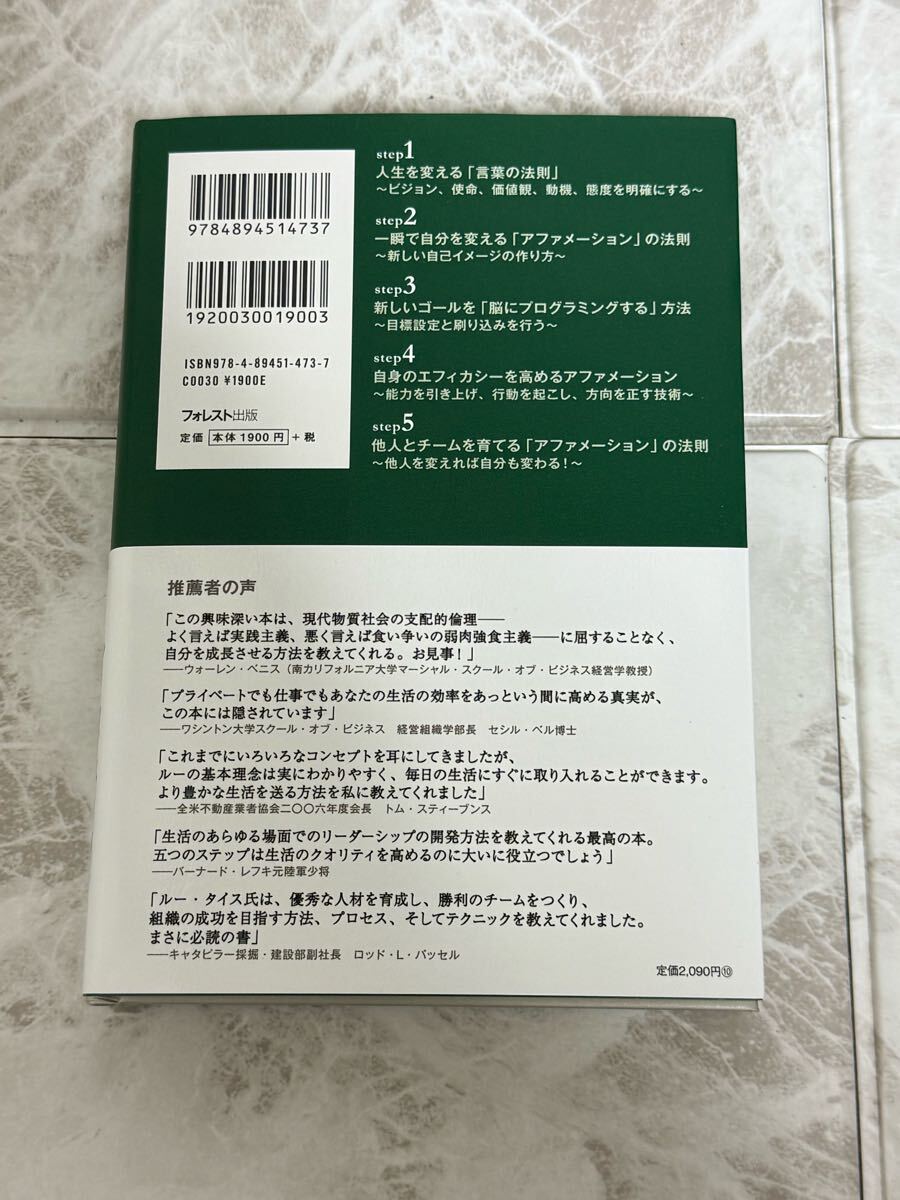 9784894514737
1920030019003
ISBN978-4-89451-473-7
C0030 ¥1900E
フォレスト出版
定価 本体 1900 円 + 税
step1
人生を変える「言葉の法則」
〜ビジョン、使命、価値観、動機、態度を明確にする〜
step2
一瞬で自分を変える「アファメーション」の法則
〜新しい自己イメージの作り方〜
step3
新しいゴールを「脳にプログラミングする」方法
〜目標設定と刷り込みを行う〜
step4
自身のエフィカシーを高めるアファメーション
〜能力を引き上げ、行動を起こし、方向を正す技術〜
step5
他人とチームを育てる「アファメーション」の法則
〜他人を変えれば自分も変わる!〜
推薦者の声
「この興味深い本は、現代物質社会の支配的倫理──
よく言えば実践主義、悪く言えば食い争いの弱肉強食主義──に屈することなく、
自分を成長させる方法を教えてくれる。お見事!」
──ウォーレン・ベニス(南カリフォルニア大学マーシャル・スクール・オブ・ビジネス経営学教授)
「プライベートでも仕事でもあなたの生活の効率をあっという間に高める真実が、
この本には隠されています」
──ワシントン大学スクール・オブ・ビジネス 経営組織学部長 セシル・ベル博士
「これまでにいろいろなコンセプトを耳にしてきましたが、
ルーの基本理念は実にわかりやすく、毎日の生活にすぐに取り入れることができます。
より豊かな生活を送る方法を私に教えてくれました」
──全米不動産業者協会二〇〇六年度会長 トム・スティーブンス
「生活のあらゆる場面でのリーダーシップの開発方法を教えてくれる最高の本。
五つのステップは生活のクオリティを高めるのに大いに役立つでしょう」
──バーナード・レフキ元陸軍少将
「ルー・タイス氏は、優秀な人材を育成し、勝利のチームをつくり、
組織の成功を目指す方法、プロセス、そしてテクニックを教えてくれました。
まさに必読の書」
──キャタピラー採掘・建設部副社長 ロッド・L・バッセル
定価2,090円⑩